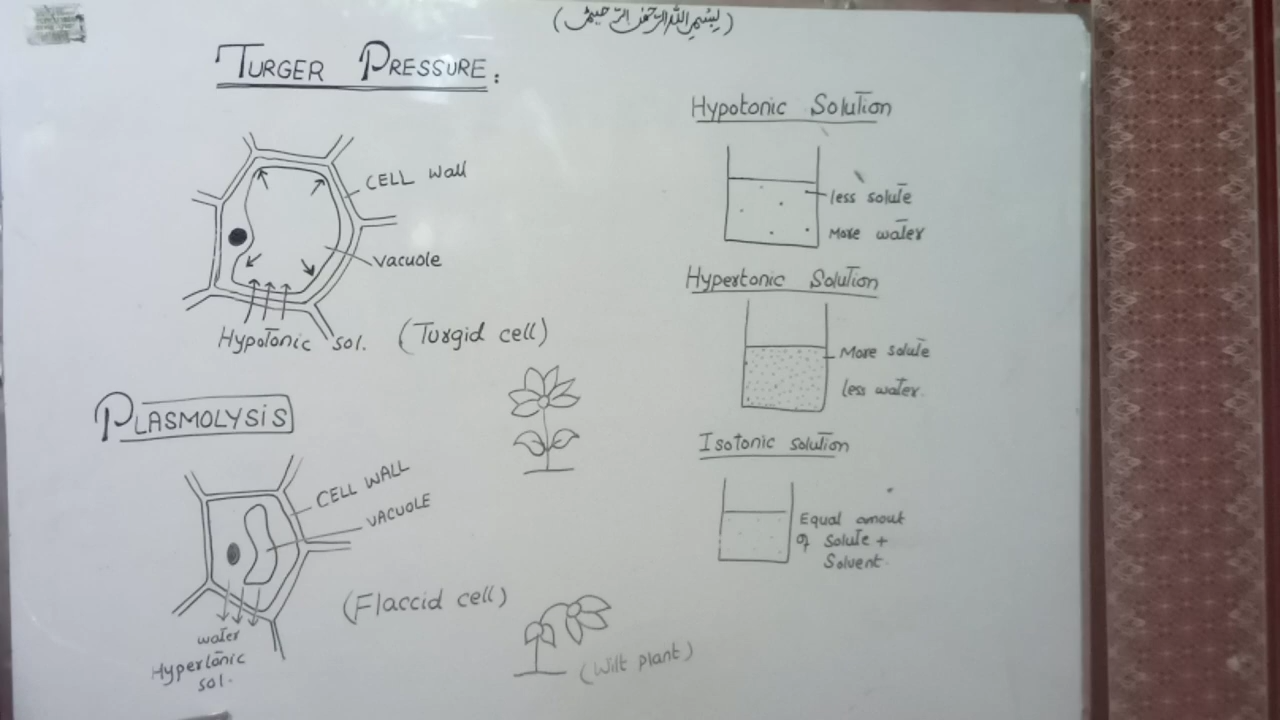 (بسم الله الرحمن الرحيم)
TURGER PRESSURE:
CELL Wall
Vacuole
Hypotonic sol.
(Turgid cell)
PLASMOLYSIS
CELL WALL
VACUOLE
(Flaccid cell)
water
Hypertonic
sol.
(Wilt plant)
Hypotonic Solution
less solute
More water
Hypertonic Solution
More solute
less water.
Isotonic solution
Equal amout
of Solute +
Solvent.